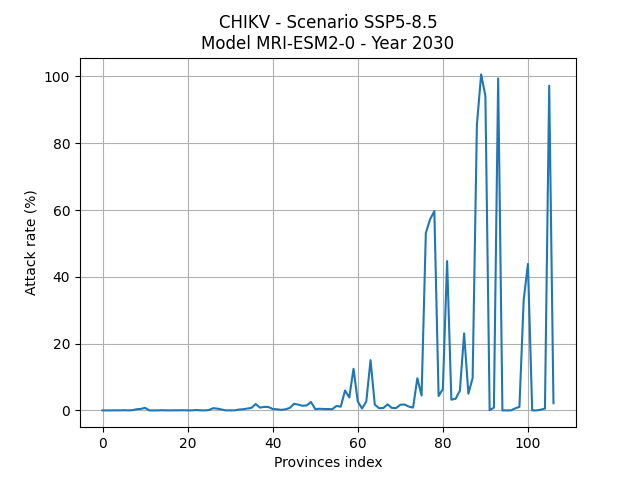 CHIKV - Scenario SSP5-8.5
Model MRI-ESM2-0 - Year 2030
Attack rate (%)
100
80
60
40
20
0
0 20 40 60 80 100
Provinces index